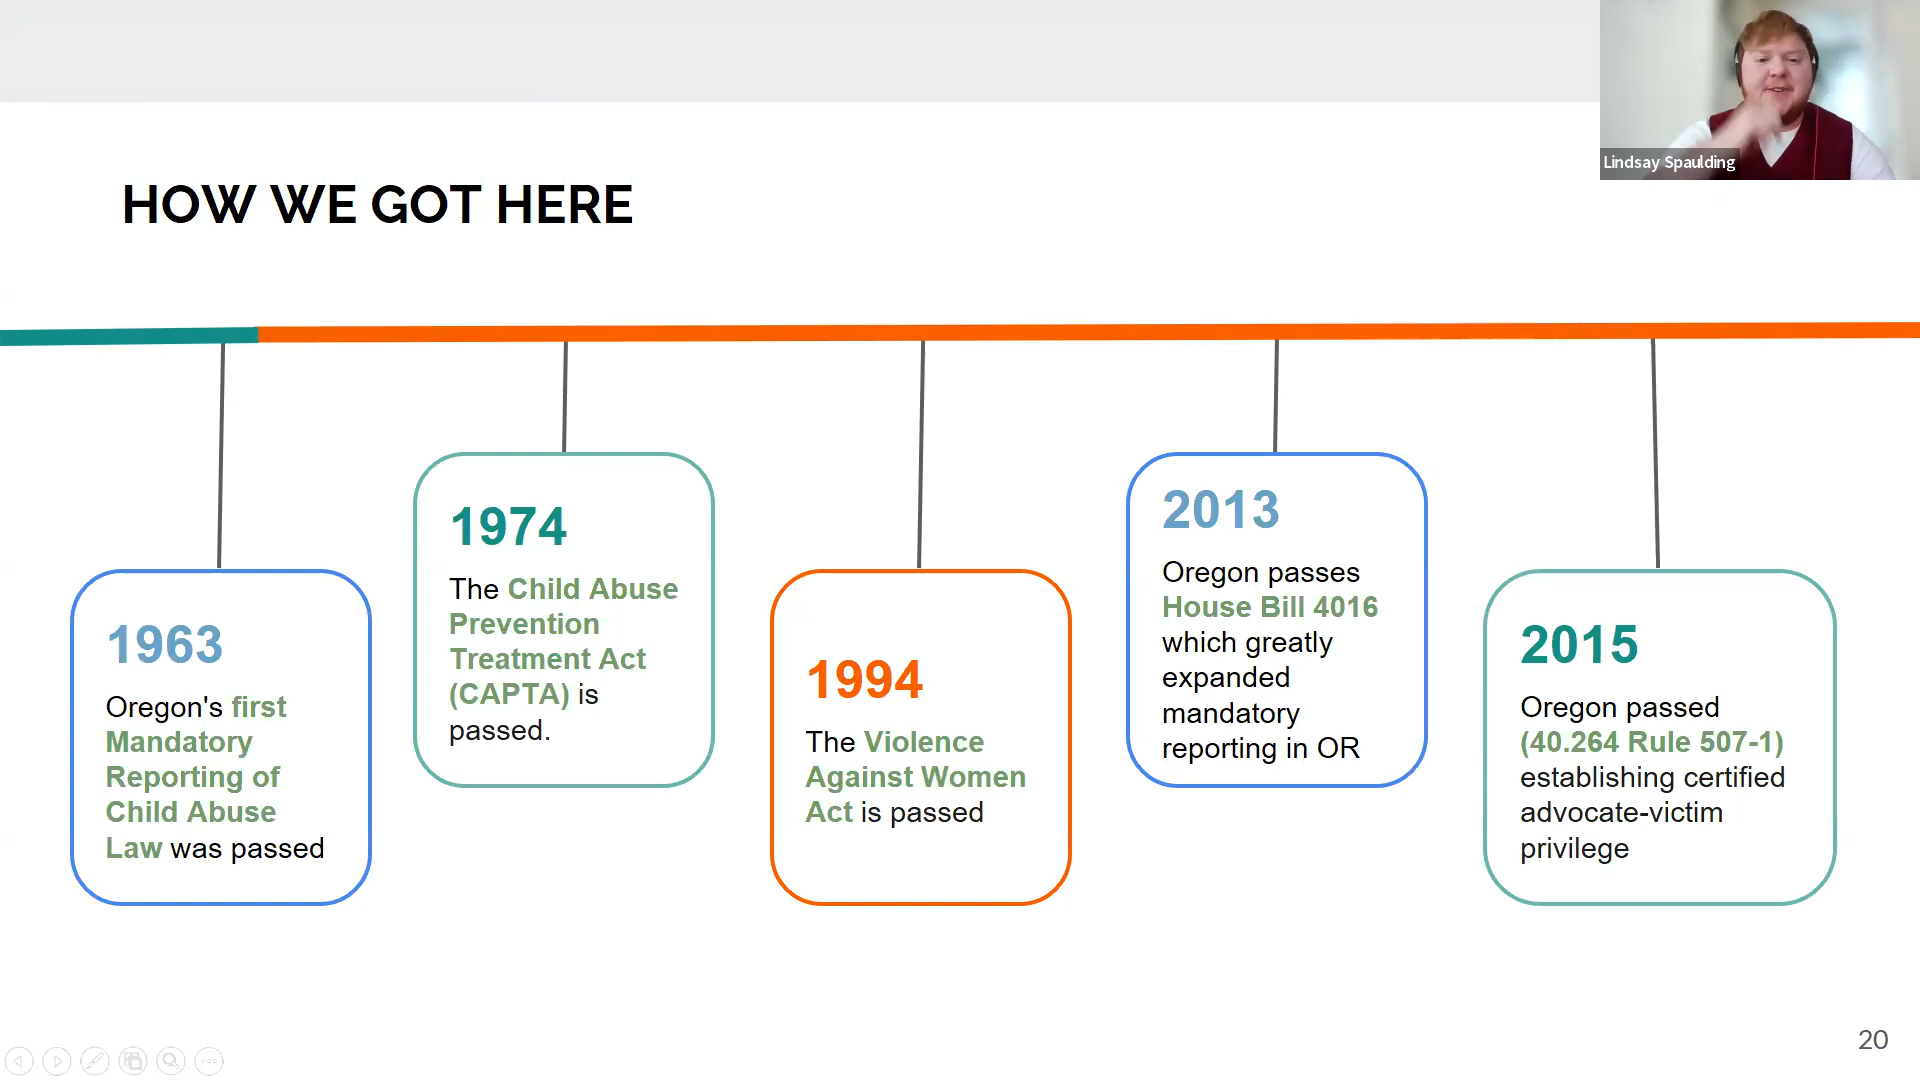 Lindsay Spaulding
HOW WE GOT HERE
1963
Oregon's first
Mandatory
Reporting of
Child Abuse
Law was passed
1974
The Child Abuse
Prevention
Treatment Act
(CAPTA) is
passed.
1994
The Violence
Against Women
Act is passed
2013
Oregon passes
House Bill 4016
which greatly
expanded
mandatory
reporting in OR
2015
Oregon passed
(40.264 Rule 507-1)
establishing certified
advocate-victim
privilege
20